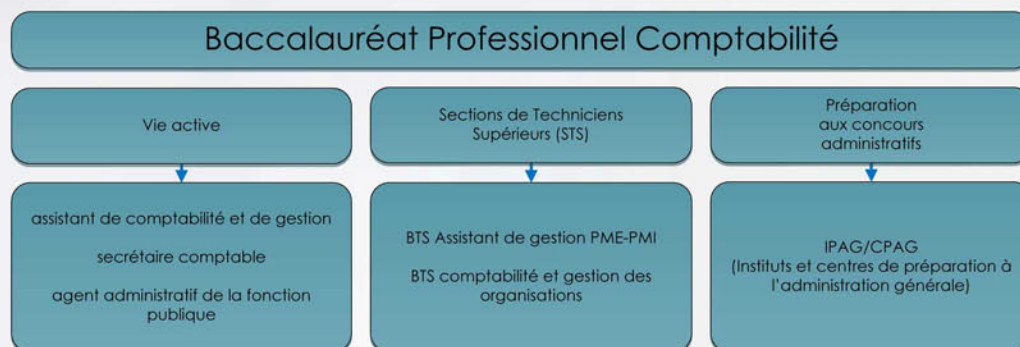 Baccalauréat Professionnel Comptabilité
Vie active
Sections de Techniciens
Supérieurs (STS)
Préparation
aux concours
administratifs
assistant de comptabilité et de gestion
secrétaire comptable
agent administratif de la fonction
publique
BTS Assistant de gestion PME-PMI
BTS comptabilité et gestion des
organisations
IPAG/CPAG
(Instituts et centres de préparation à
l’administration générale)